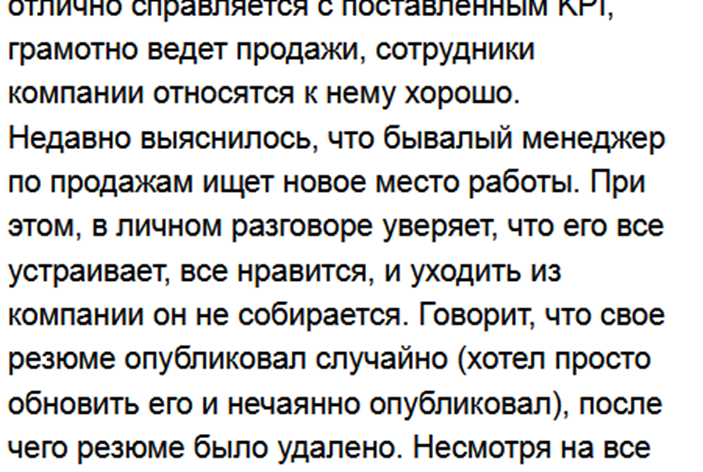 отлично справляется с поставленным KPI,
грамотно ведет продажи, сотрудники
компании относятся к нему хорошо.
Недавно выяснилось, что бывалый менеджер
по продажам ищет новое место работы. При
этом, в личном разговоре уверяет, что его все
устраивает, все нравится, и уходить из
компании он не собирается. Говорит, что свое
резюме опубликовал случайно (хотел просто
обновить его и нечаянно опубликовал), после
чего резюме было удалено. Несмотря на все